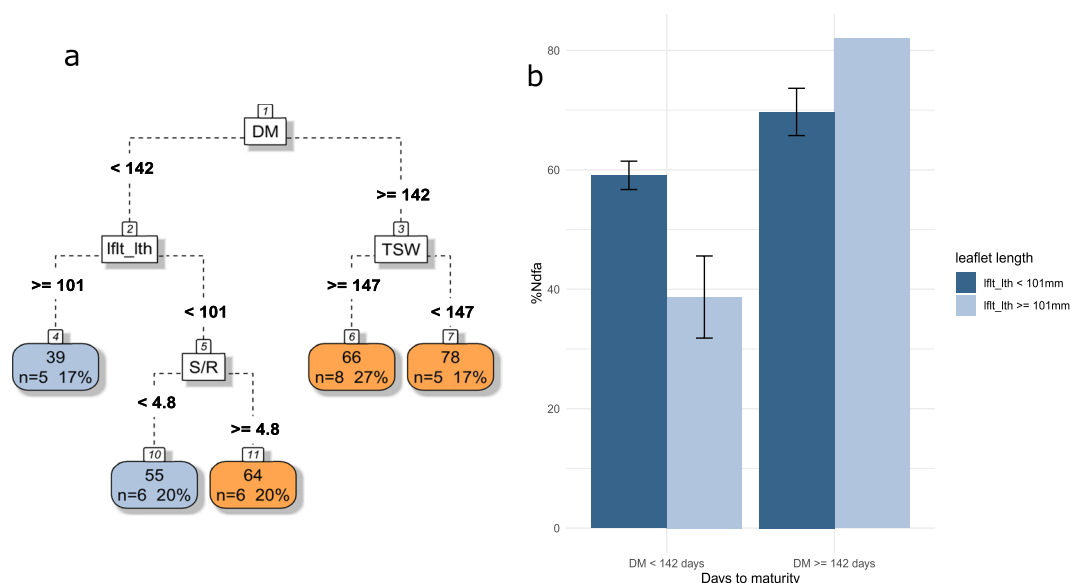 a
1
DM
< 142
>= 142
2
lflt_lth
3
TSW
>= 101
< 101
>= 147
< 147
4
39
n=5 17%
5
S/R
6
66
n=8 27%
7
78
n=5 17%
< 4.8
>= 4.8
10
55
n=6 20%
11
64
n=6 20%
b
80
60
40
20
0
%Ndfa
DM < 142 days
DM >= 142 days
Days to maturity
leaflet length
lflt_lth < 101mm
lflt_lth >= 101mm